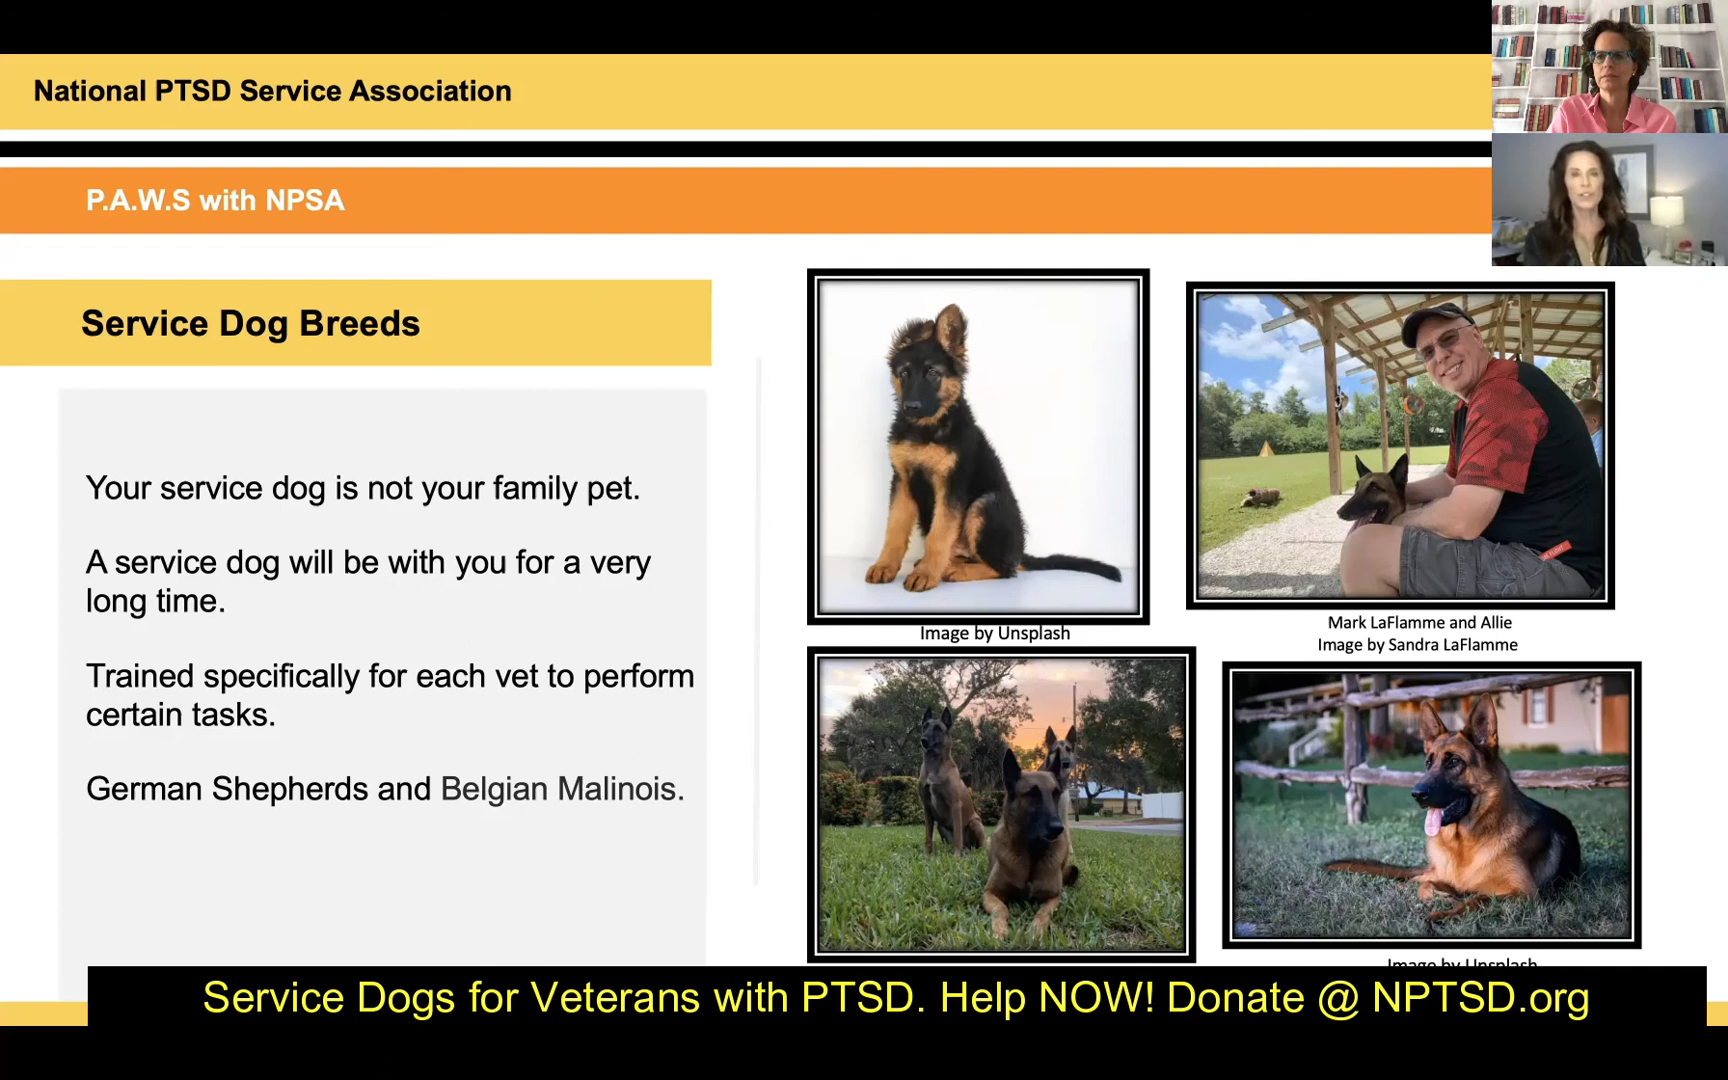 National PTSD Service Association
P.A.W.S with NPSA
Service Dog Breeds
Your service dog is not your family pet.
A service dog will be with you for a very
long time.
Trained specifically for each vet to perform
certain tasks.
German Shepherds and Belgian Malinois.
Image by Unsplash
Mark LaFlamme and Allie
Image by Sandra LaFlamme
Image by Unsplash
Service Dogs for Veterans with PTSD. Help NOW! Donate @ NPTSD.org